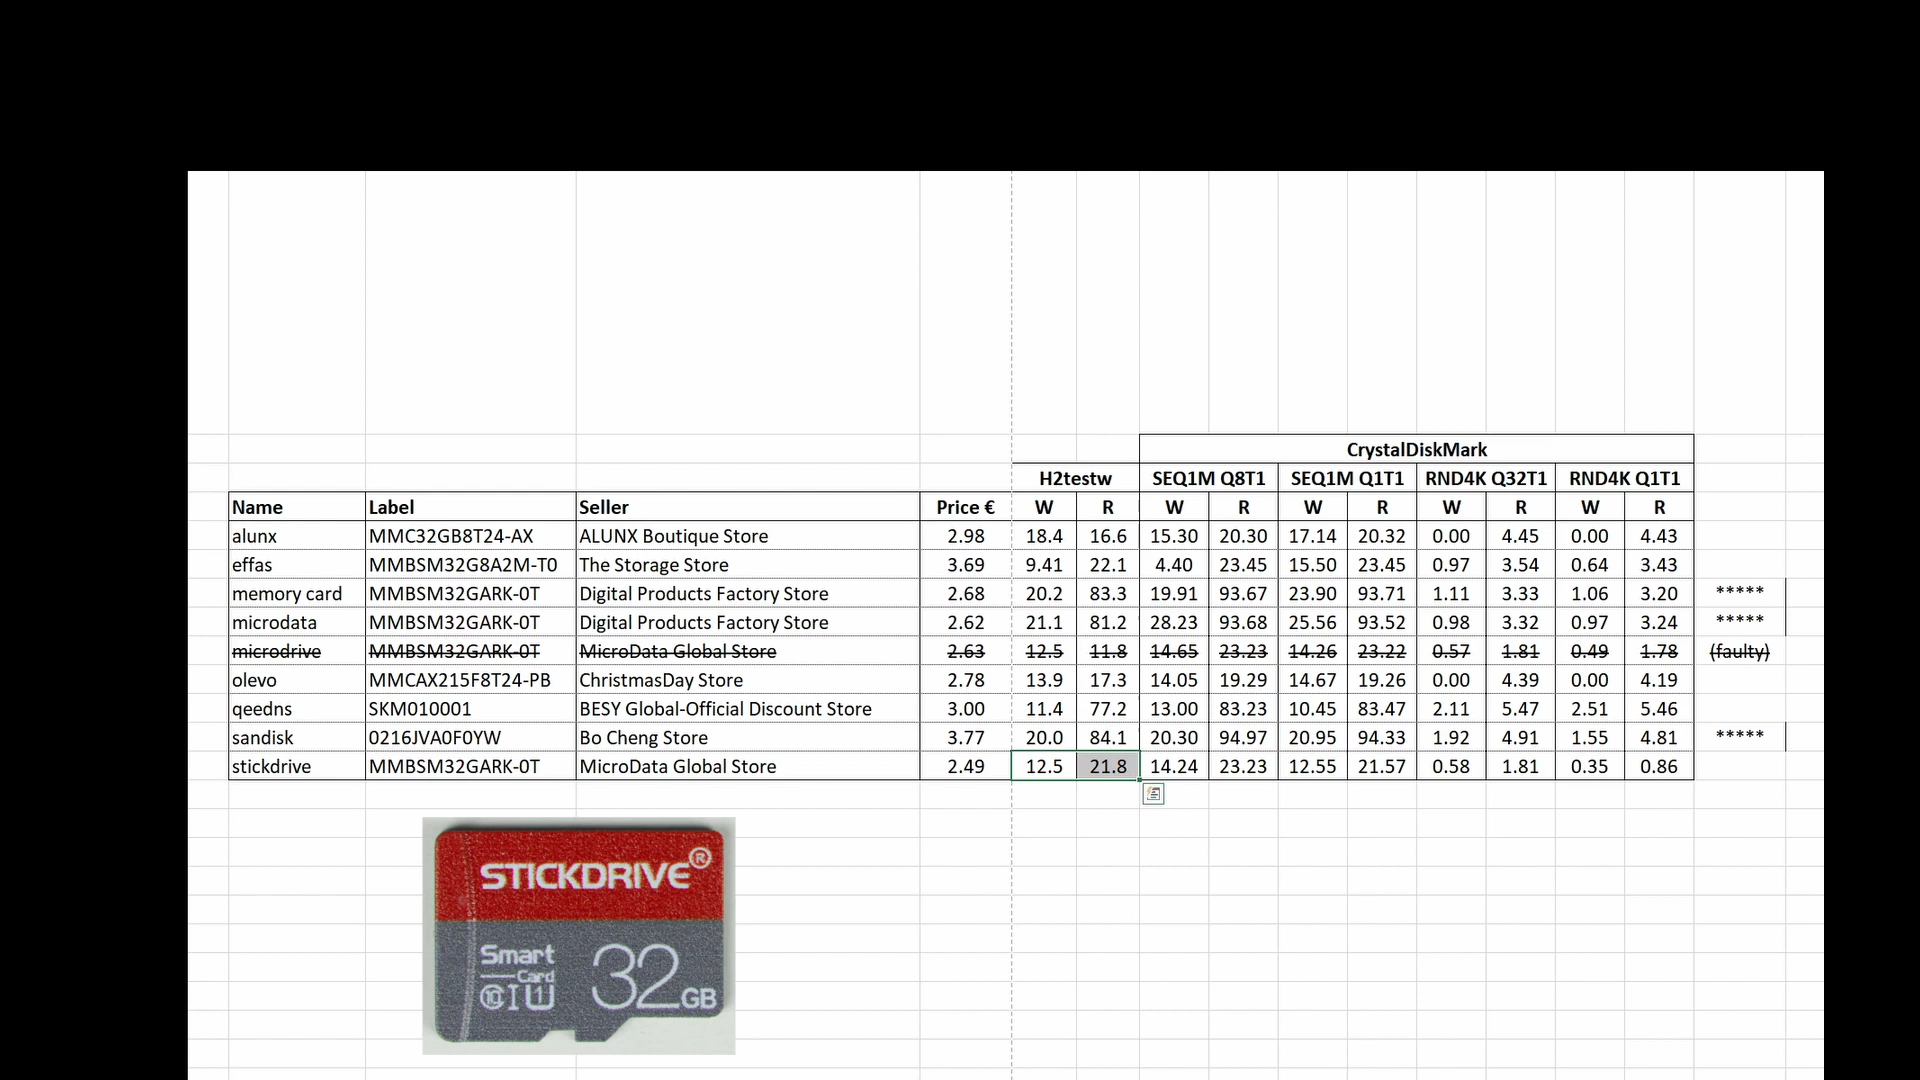 CrystalDiskMark
H2testw SEQ1M Q8T1 SEQ1M Q1T1 RND4K Q32T1 RND4K Q1T1
Name Label Seller Price € W R W R W R W R W R
alunx MMC32GB8T24-AX ALUNX Boutique Store 2.98 18.4 16.6 15.30 20.30 17.14 20.32 0.00 4.45 0.00 4.43
effas MMBSM32G8A2M-T0 The Storage Store 3.69 9.41 22.1 4.40 23.45 15.50 23.45 0.97 3.54 0.64 3.43
memory card MMBSM32GARK-0T Digital Products Factory Store 2.68 20.2 83.3 19.91 93.67 23.90 93.71 1.11 3.33 1.06 3.20 *****
microdata MMBSM32GARK-0T Digital Products Factory Store 2.62 21.1 81.2 28.23 93.68 25.56 93.52 0.98 3.32 0.97 3.24 *****
microdrive MMBSM32GARK-0T MicroData Global Store 2.63 12.5 11.8 14.65 23.23 14.26 23.22 0.57 1.81 0.49 1.78 (faulty)
olevo MMCAX215F8T24-PB ChristmasDay Store 2.78 13.9 17.3 14.05 19.29 14.67 19.26 0.00 4.39 0.00 4.19
qeedns SKM010001 BESY Global-Official Discount Store 3.00 11.4 77.2 13.00 83.23 10.45 83.47 2.11 5.47 2.51 5.46
sandisk 0216JVA0F0YW Bo Cheng Store 3.77 20.0 84.1 20.30 94.97 20.95 94.33 1.92 4.91 1.55 4.81 *****
stickdrive MMBSM32GARK-0T MicroData Global Store 2.49 12.5 21.8 14.24 23.23 12.55 21.57 0.58 1.81 0.35 0.86
STICKDRIVE®
Smart
Card
10 I U1 32GB